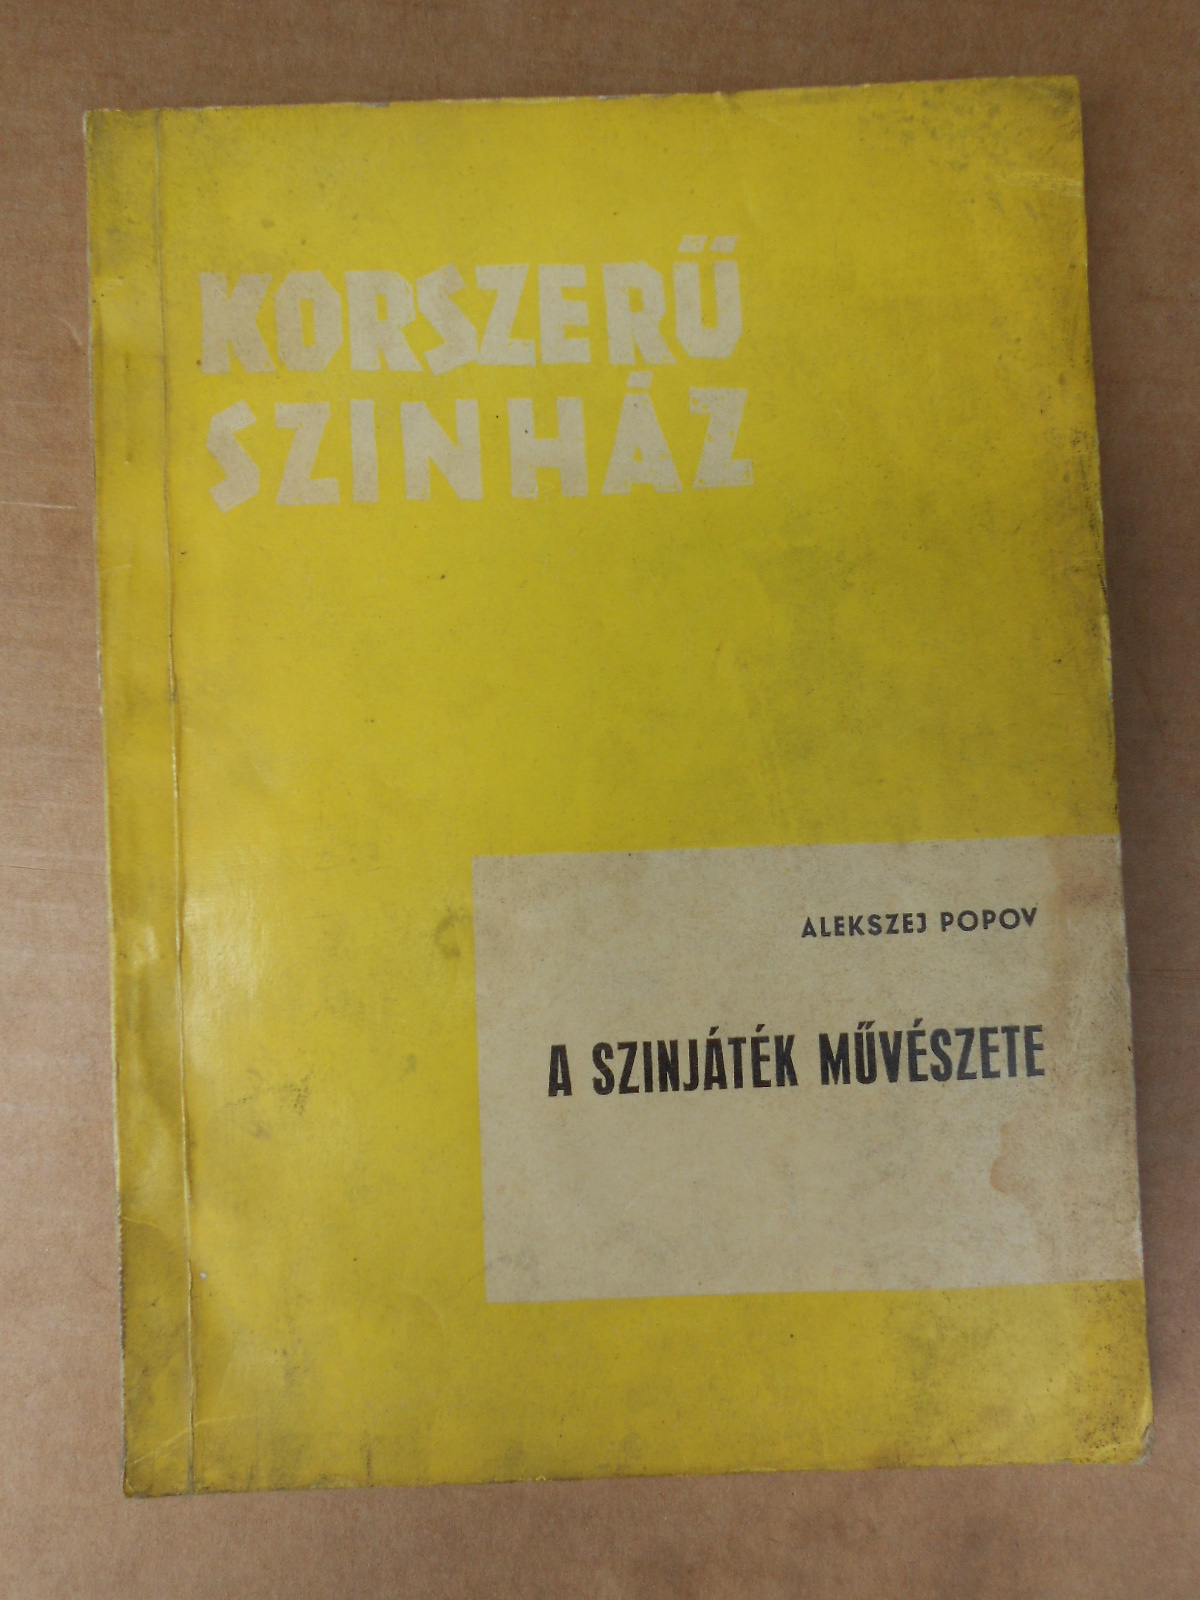 KORSZERŰ
SZINHÁZ
ALEKSZEJ POPOV
A SZINJÁTÉK MŰVÉSZETE